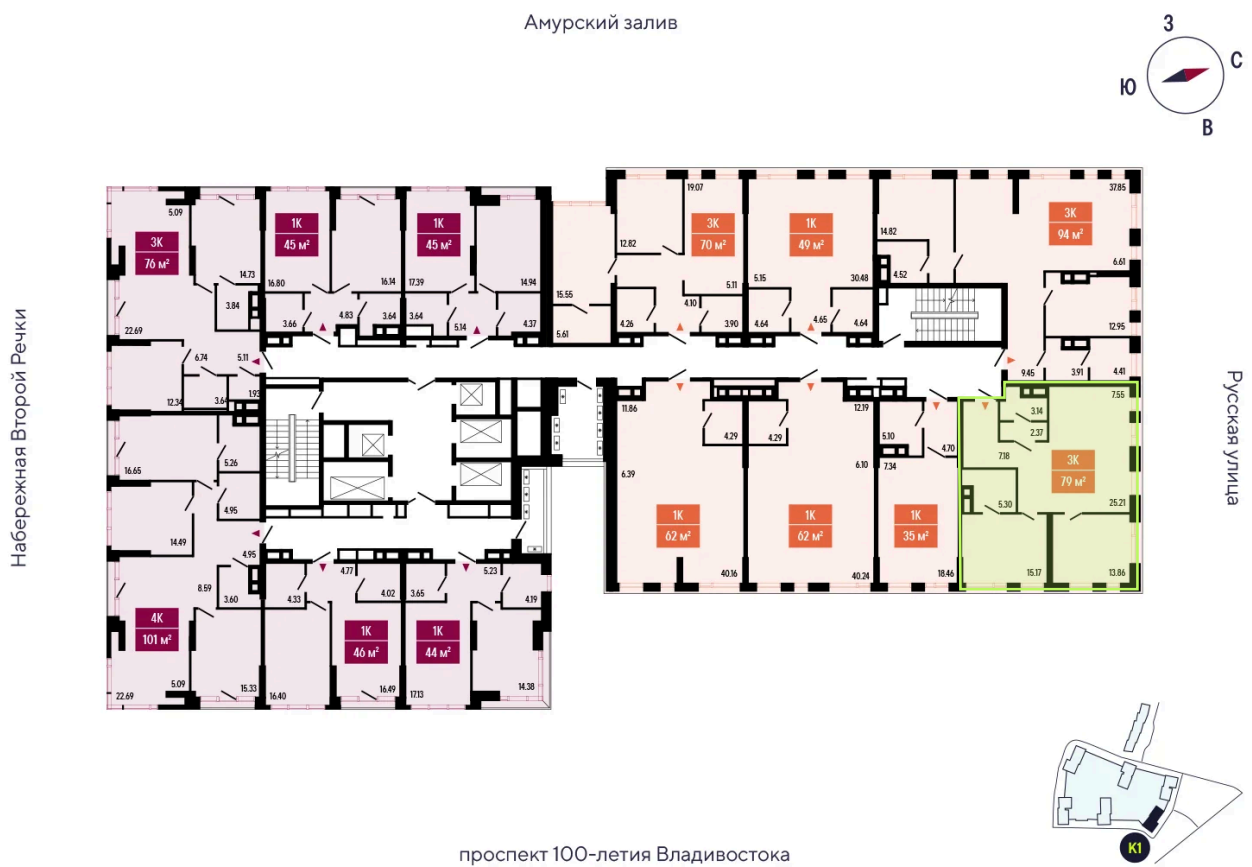 Амурский залив
З
С
Ю
В
Набережная Второй Речки
Русская улица
5.09
3К
76 м²
14.73
3.84
22.69
6.74
5.11
12.34
3.64
1.93
1К
45 м²
16.80
16.14
3.66
4.83
3.64
1К
45 м²
17.39
14.94
3.64
5.14
4.37
15.55
5.61
19.07
3К
70 м²
12.82
5.11
4.10
4.26
3.90
1К
49 м²
5.15
30.48
4.64
4.65
4.64
37.85
3К
94 м²
14.82
4.52
6.61
12.95
9.45
3.91
4.41
16.65
5.26
4.95
14.49
4.95
8.59
3.60
4К
101 м²
5.09
22.69
15.33
4.77
4.33
4.02
1К
46 м²
16.40
16.49
5.23
3.65
4.19
1К
44 м²
17.13
14.38
11.86
4.29
6.39
1К
62 м²
40.16
12.19
4.29
6.10
1К
62 м²
40.24
5.10
4.70
7.34
1К
35 м²
18.46
7.55
3.14
2.37
7.18
3К
79 м²
5.30
25.21
15.17
13.86
К1
проспект 100-летия Владивостока